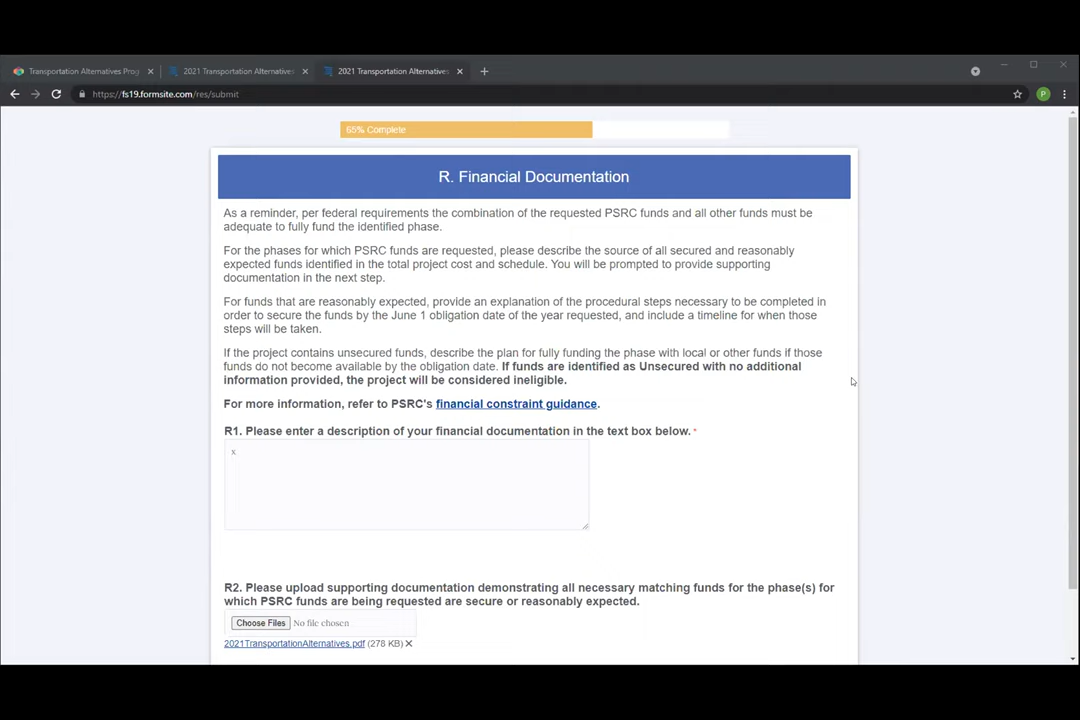 Transportation Alternatives Prog
2021 Transportation Alternatives
2021 Transportation Alternatives
https://fs19.formsite.com/res/submit
P
65% Complete
R. Financial Documentation
As a reminder, per federal requirements the combination of the requested PSRC funds and all other funds must be
adequate to fully fund the identified phase.
For the phases for which PSRC funds are requested, please describe the source of all secured and reasonably
expected funds identified in the total project cost and schedule. You will be prompted to provide supporting
documentation in the next step.
For funds that are reasonably expected, provide an explanation of the procedural steps necessary to be completed in
order to secure the funds by the June 1 obligation date of the year requested, and include a timeline for when those
steps will be taken.
If the project contains unsecured funds, describe the plan for fully funding the phase with local or other funds if those
funds do not become available by the obligation date. If funds are identified as Unsecured with no additional
information provided, the project will be considered ineligible.
For more information, refer to PSRC's financial constraint guidance.
R1. Please enter a description of your financial documentation in the text box below. *
x
R2. Please upload supporting documentation demonstrating all necessary matching funds for the phase(s) for
which PSRC funds are being requested are secure or reasonably expected.
Choose Files No file chosen
2021TransportationAlternatives.pdf (278 KB)